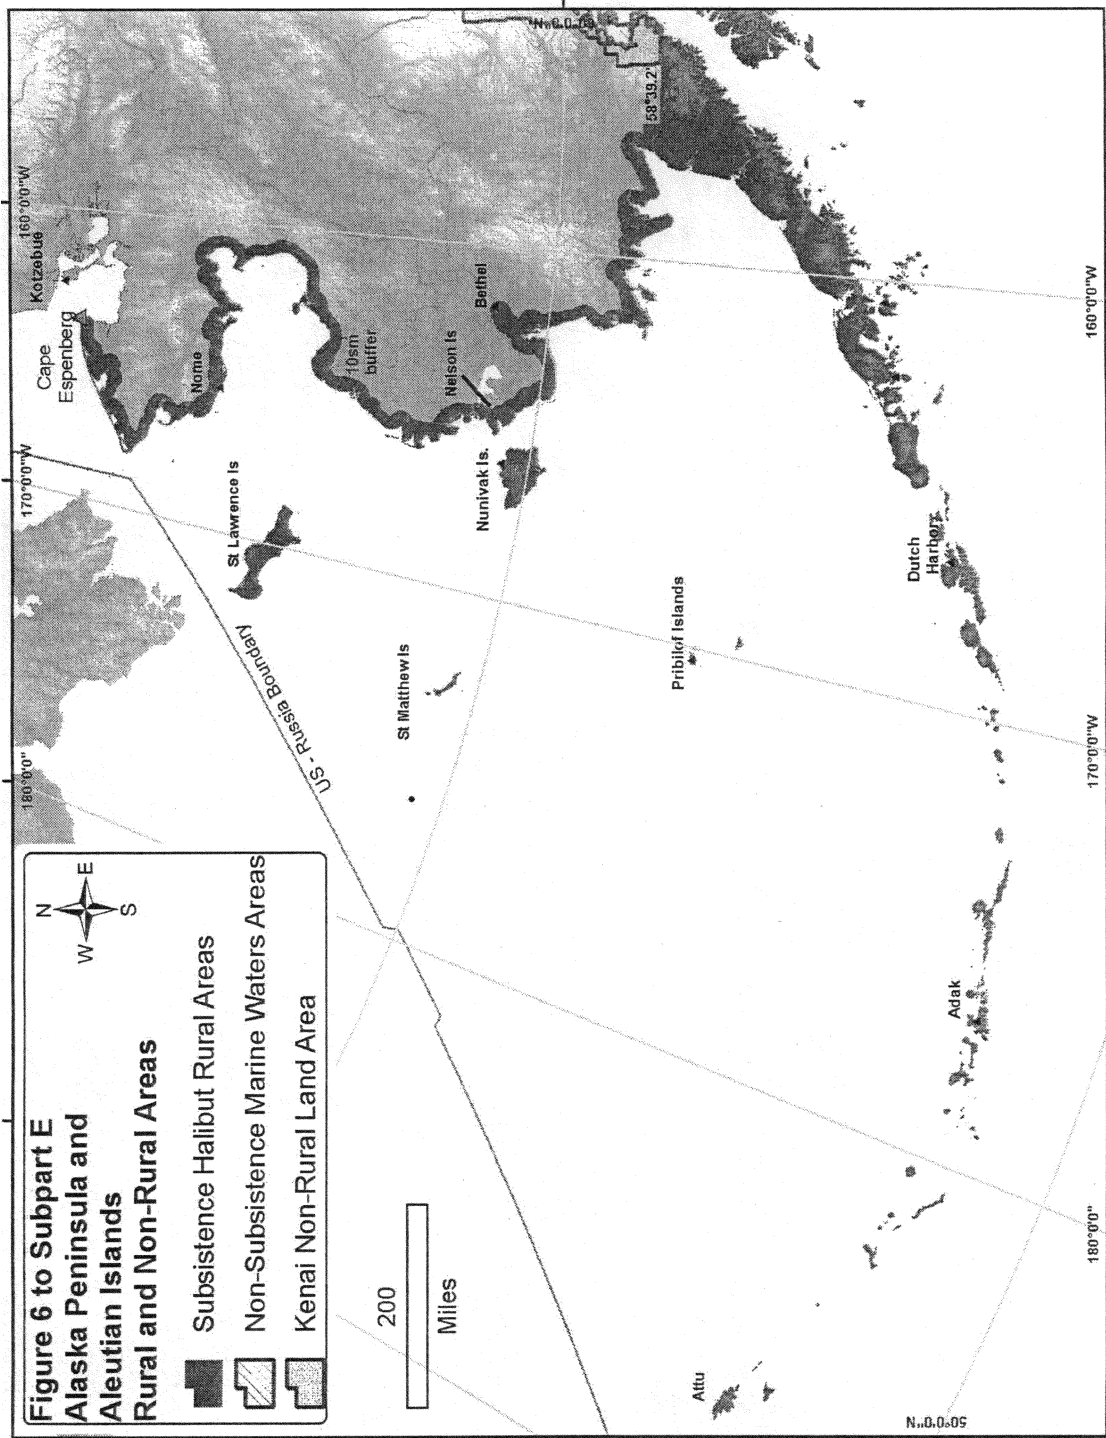 Figure 6 to Subpart E
Alaska Peninsula and
Aleutian Islands
Rural and Non-Rural Areas
N
W
E
S
Subsistence Halibut Rural Areas
Non-Subsistence Marine Waters Areas
Kenai Non-Rural Land Area
200
Miles
180°0'0"
170°0'0"W
160°0'0"W
Cape
Espenberg
Kotzebue
Nome
10sm
buffer
US - Russia Boundary
St Lawrence Is
St Matthew Is
Nelson Is
Bethel
Nunivak Is.
58°39.2'
Pribilof Islands
Dutch
Harbor
Adak
Attu
50°0'0"N
180°0'0"
170°0'0"W
160°0'0"W